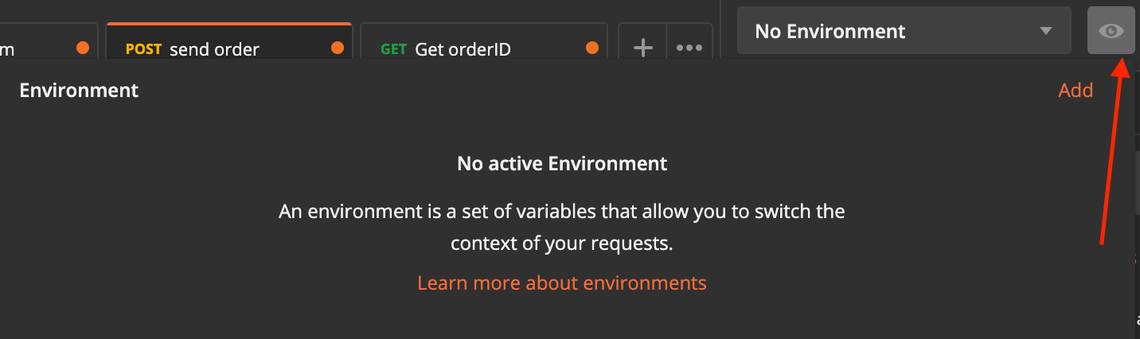 m
POST send order
GET Get orderID
No Environment
Environment
Add
No active Environment
An environment is a set of variables that allow you to switch the
context of your requests.
Learn more about environments